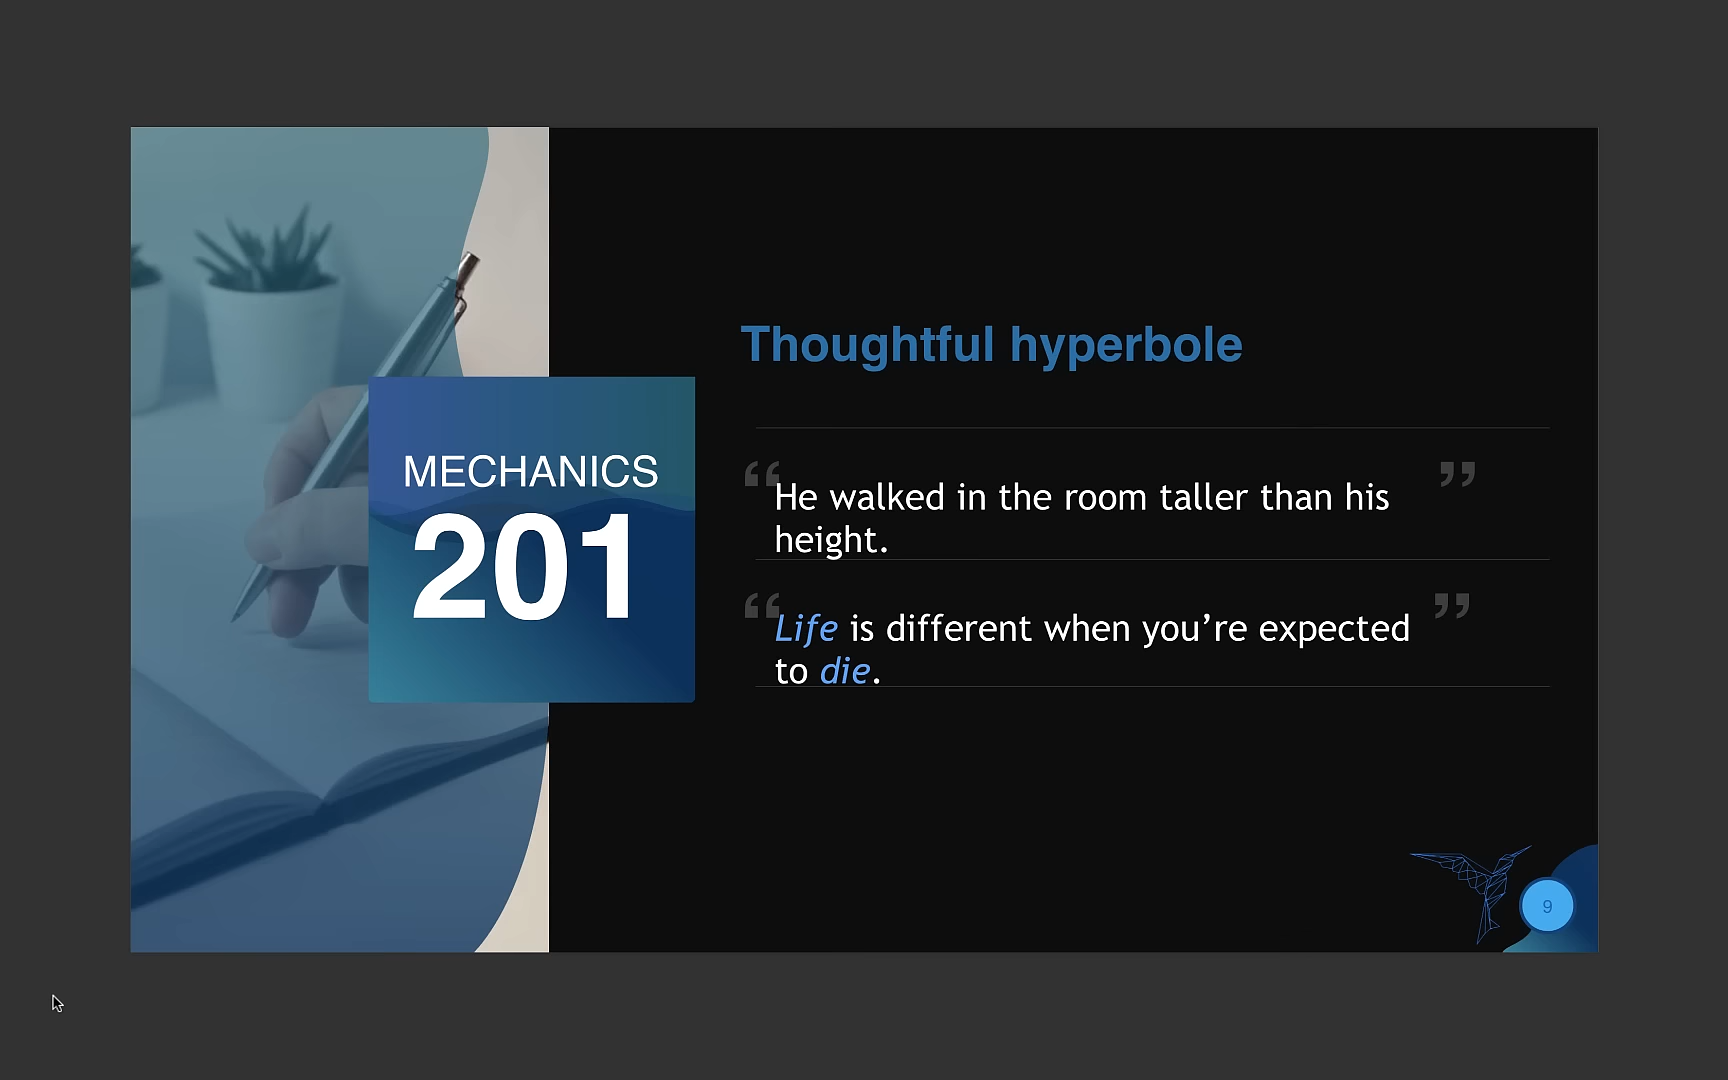 MECHANICS
201
Thoughtful hyperbole
“He walked in the room taller than his
height.”
“Life is different when you’re expected
to die.”
9